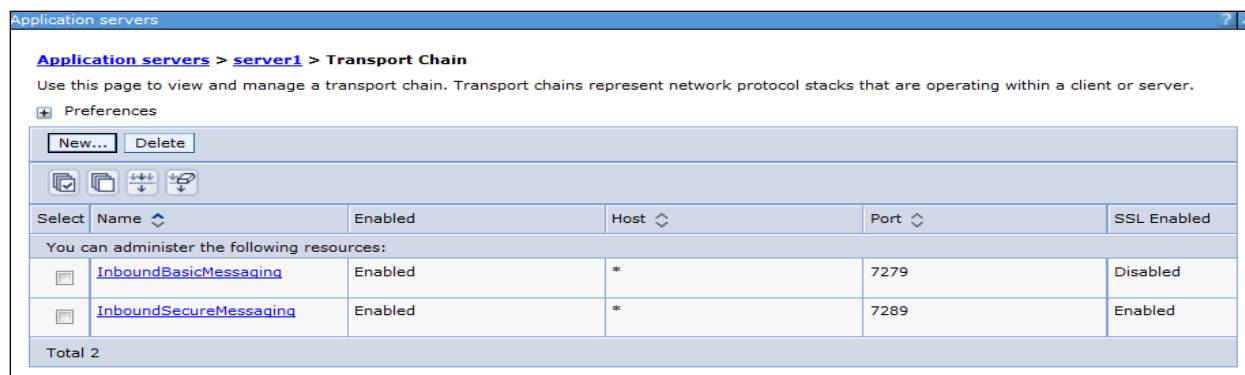 Application servers ?
Application servers > server1 > Transport Chain
Use this page to view and manage a transport chain. Transport chains represent network protocol stacks that are operating within a client or server.
Preferences
New... Delete
Select Name Enabled Host Port SSL Enabled
You can administer the following resources:
InboundBasicMessaging Enabled * 7279 Disabled
InboundSecureMessaging Enabled * 7289 Enabled
Total 2